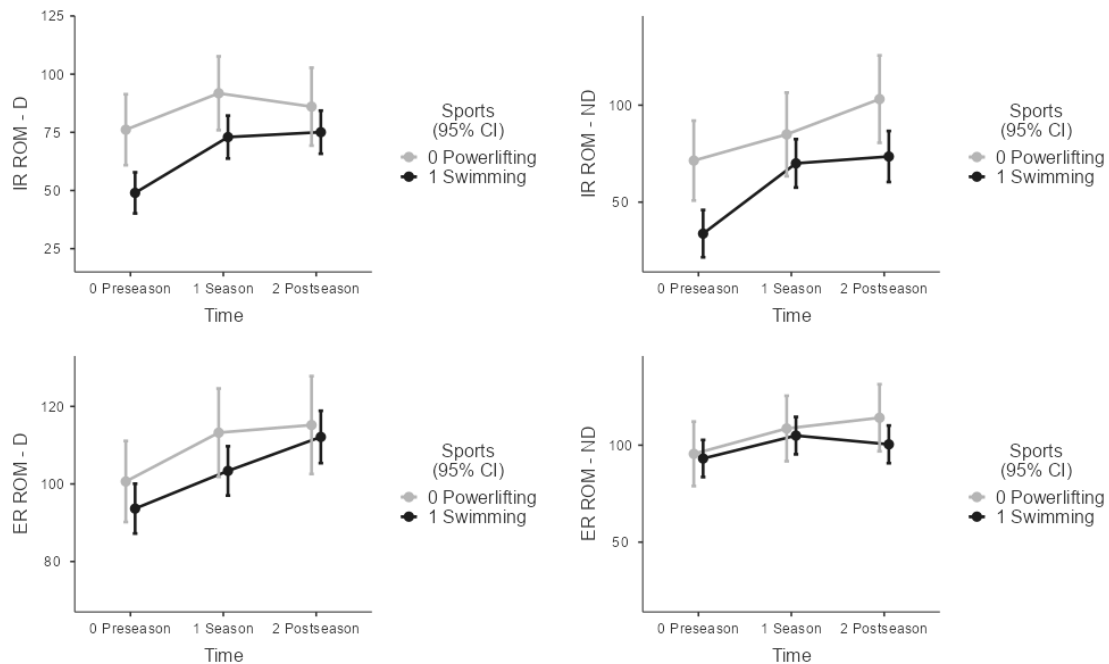 125
100
75
50
25
IR ROM - D
0 Preseason
1 Season
2 Postseason
Time
Sports
(95% CI)
0 Powerlifting
1 Swimming
100
50
IR ROM - ND
0 Preseason
1 Season
2 Postseason
Time
Sports
(95% CI)
0 Powerlifting
1 Swimming
120
100
80
ER ROM - D
0 Preseason
1 Season
2 Postseason
Time
Sports
(95% CI)
0 Powerlifting
1 Swimming
100
50
ER ROM - ND
0 Preseason
1 Season
2 Postseason
Time
Sports
(95% CI)
0 Powerlifting
1 Swimming